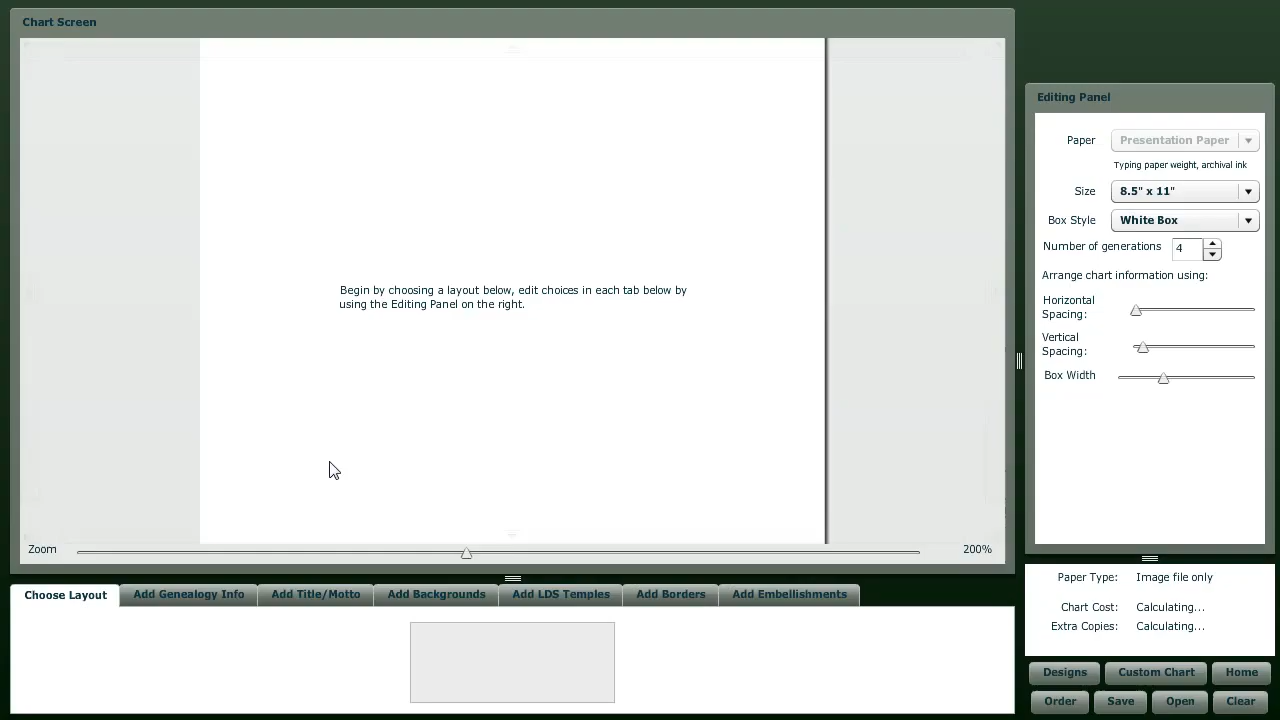 Chart Screen
Begin by choosing a layout below, edit choices in each tab below by
using the Editing Panel on the right.
Zoom 200%
Choose Layout Add Genealogy Info Add Title/Motto Add Backgrounds Add LDS Temples Add Borders Add Embellishments
Editing Panel
Paper Presentation Paper
Typing paper weight, archival ink
Size 8.5" x 11"
Box Style White Box
Number of generations 4
Arrange chart information using:
Horizontal
Spacing:
Vertical
Spacing:
Box Width
Paper Type: Image file only
Chart Cost: Calculating...
Extra Copies: Calculating...
Designs Custom Chart Home
Order Save Open Clear